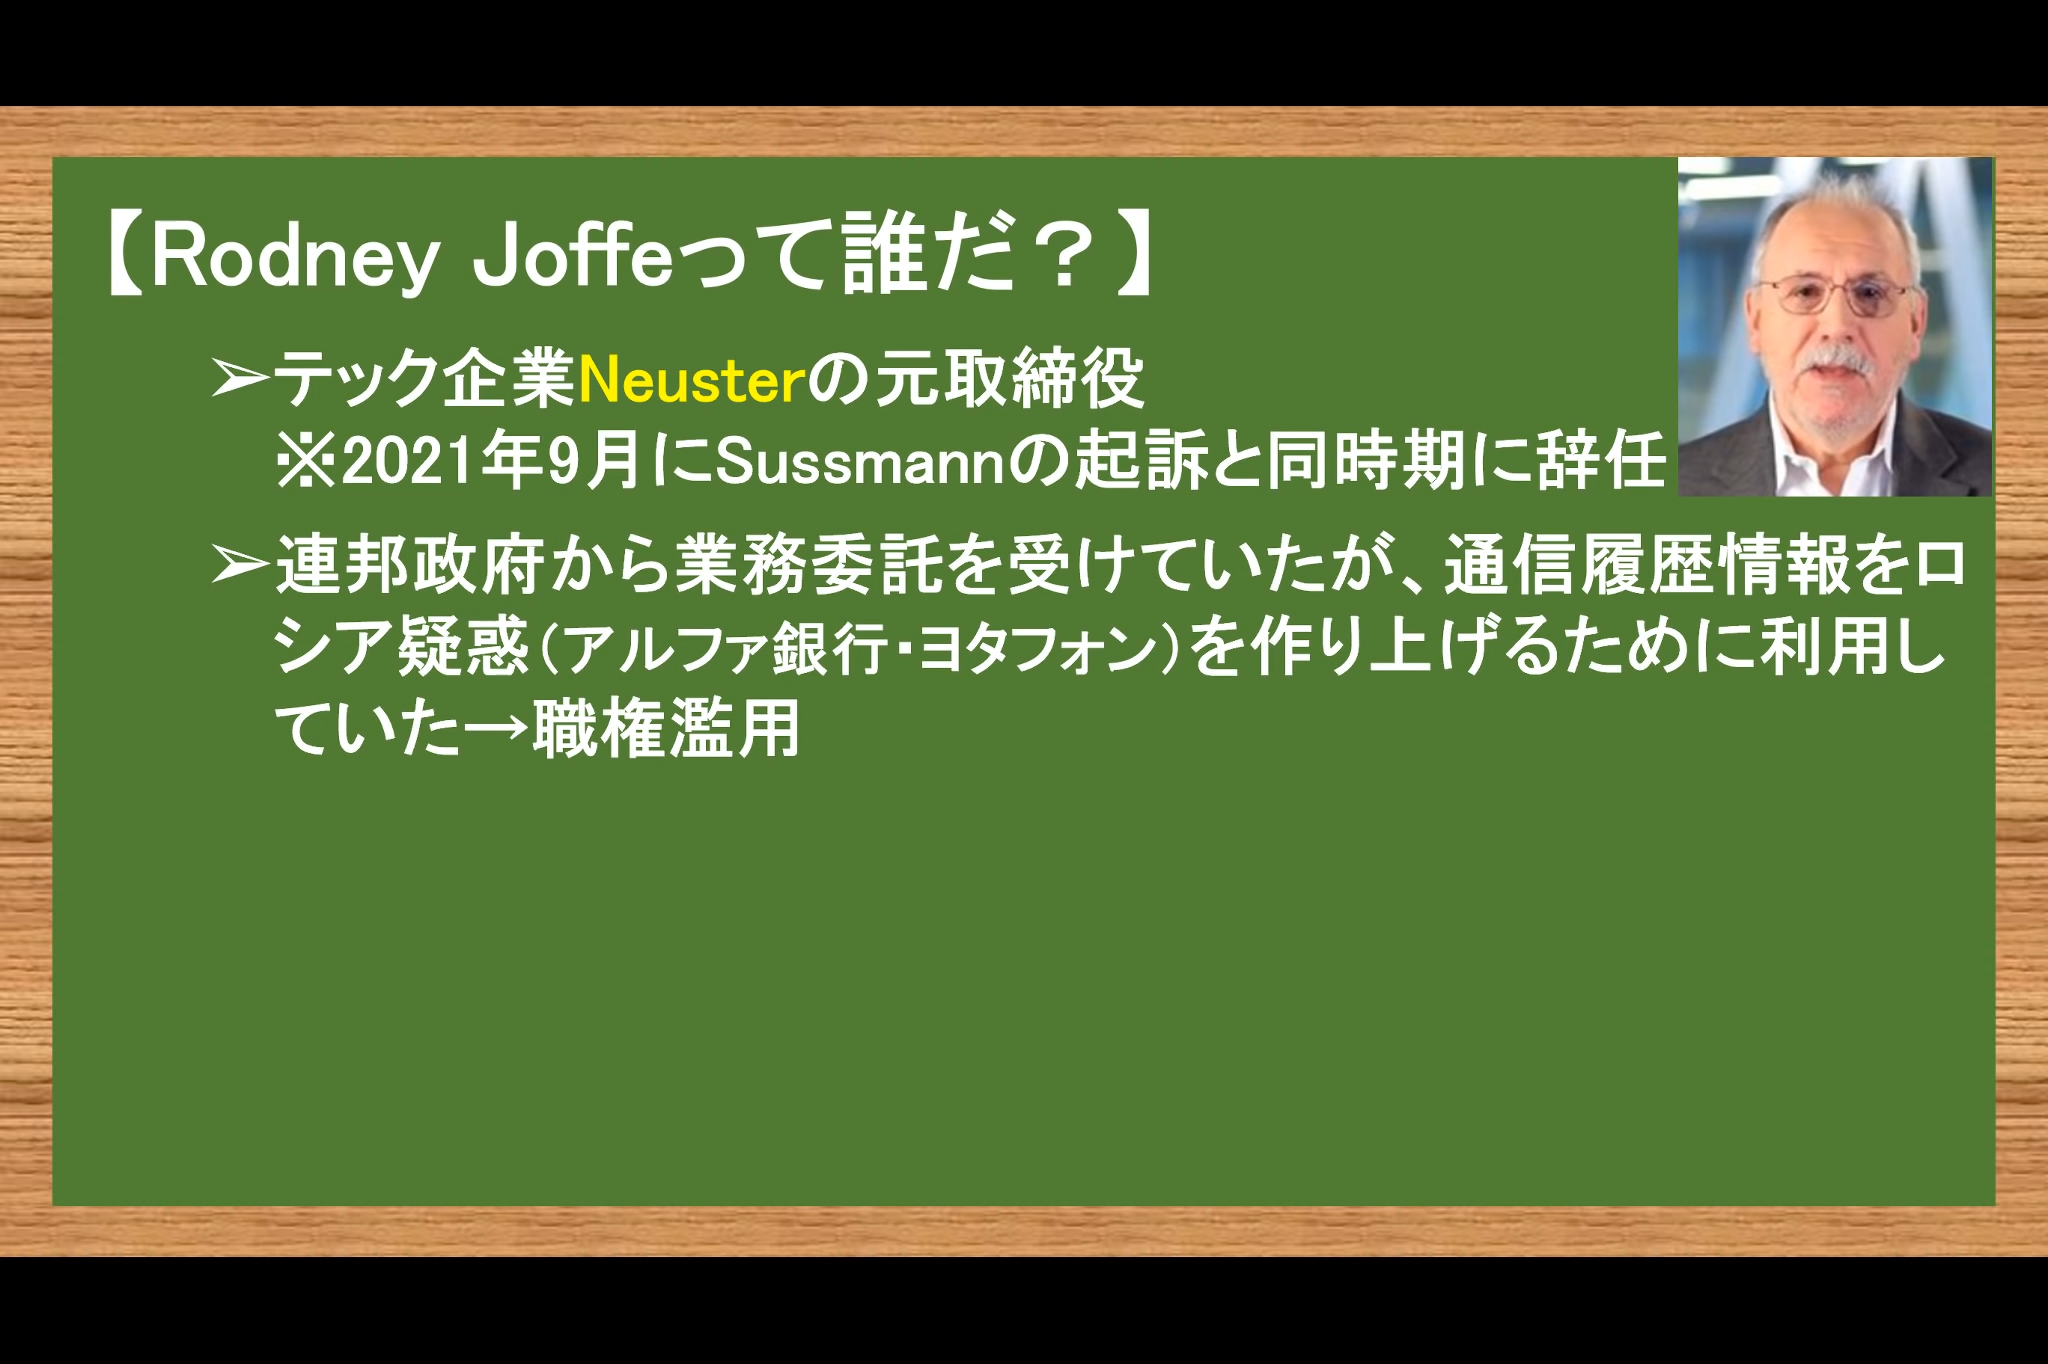 【Rodney Joffeって誰だ？】
➢テック企業Neusterの元取締役
※2021年9月にSussmannの起訴と同時期に辞任
➢連邦政府から業務委託を受けていたが、通信履歴情報をロ
シア疑惑（アルファ銀行・ヨタフォン）を作り上げるために利用し
ていた→職権濫用